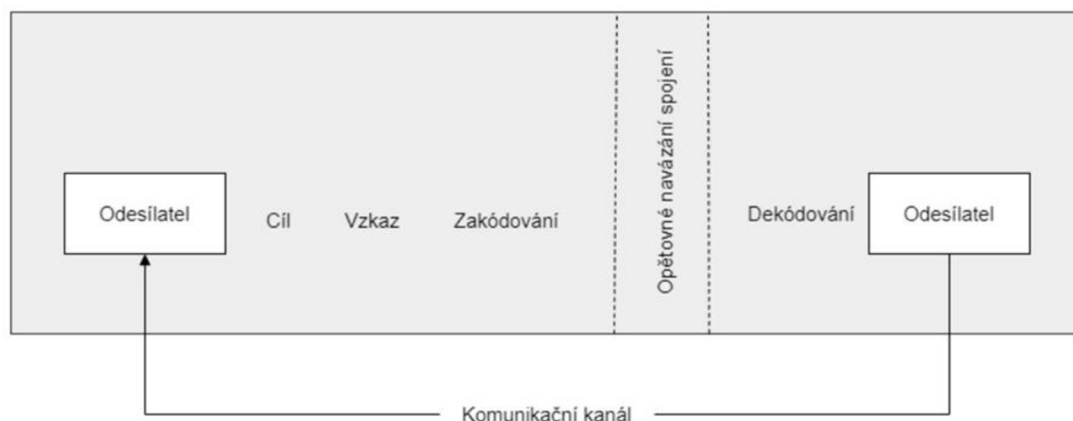 Odesílatel
Cíl
Vzkaz
Zakódování
Opětovné navázání spojení
Dekódování
Odesílatel
Komunikační kanál